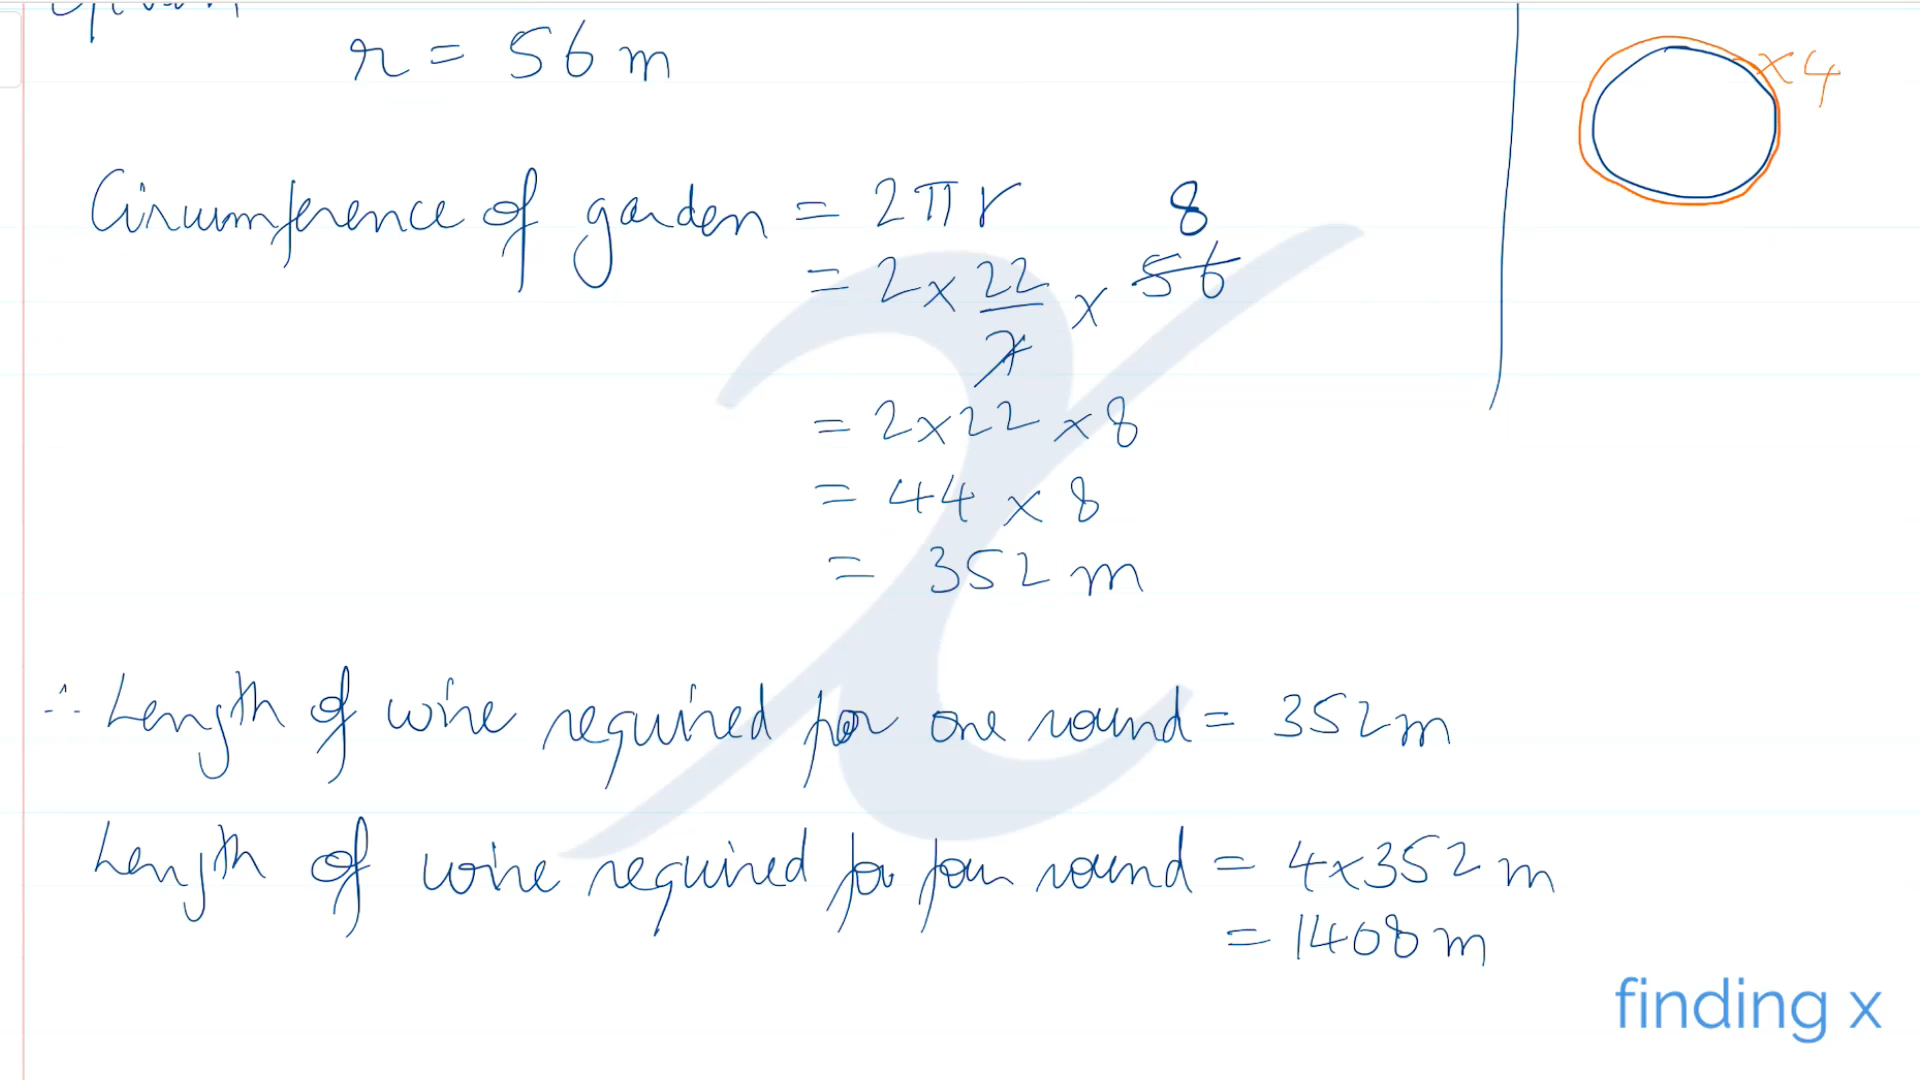 r = 56 m
× 4
Circumference of garden = 2πr
= 2 × 22/7 × 56 8
= 2 × 22 × 8
= 44 × 8
= 352 m
∴ Length of wire required for one round = 352 m
Length of wire required for four round = 4 × 352 m
= 1408 m
finding x